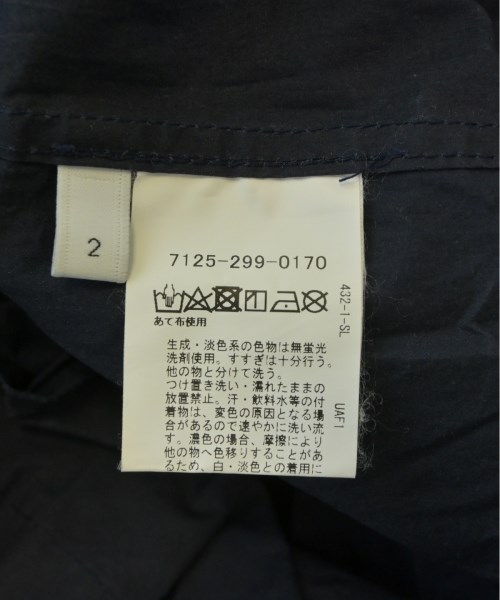 2
7125-299-0170
あて布使用
生成・淡色系の色物は無蛍光
洗剤使用。すすぎは十分行う。
他の物と分けて洗う。
つけ置き洗い・濡れたままの
放置禁止。汗・飲料水等の付
着物は、変色の原因となる場
合があるので速やかに洗い流
す。濃色の場合、摩擦により
他の物へ色移りすることがあ
るため、白・淡色との着用に
432-1-SL
UAF1